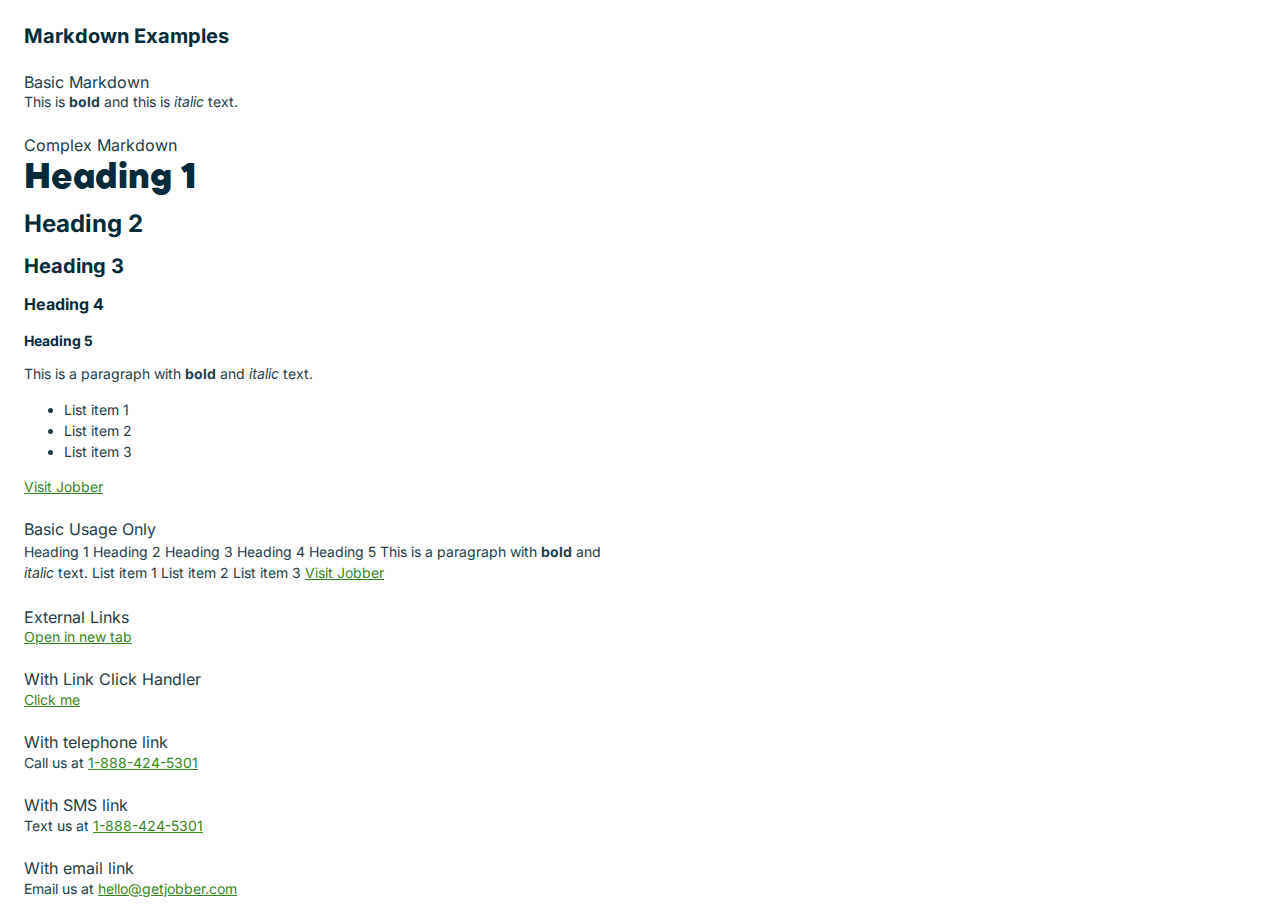 Markdown Examples
Basic Markdown
This is bold and this is italic text.
Complex Markdown
Heading 1
Heading 2
Heading 3
Heading 4
Heading 5
This is a paragraph with bold and italic text.
List item 1
List item 2
List item 3
Visit Jobber
Basic Usage Only
Heading 1 Heading 2 Heading 3 Heading 4 Heading 5 This is a paragraph with bold and
italic text. List item 1 List item 2 List item 3 Visit Jobber
External Links
Open in new tab
With Link Click Handler
Click me
With telephone link
Call us at 1-888-424-5301
With SMS link
Text us at 1-888-424-5301
With email link
Email us at hello@getjobber.com